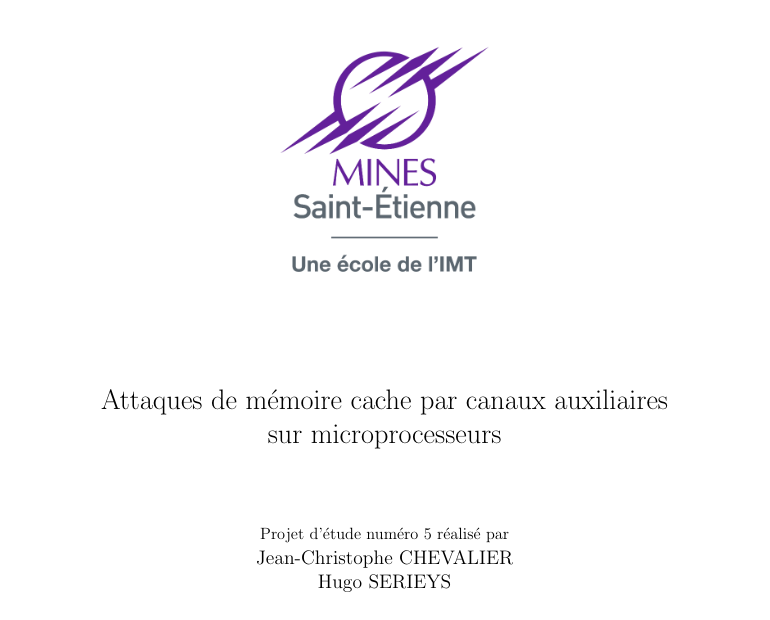 MINES
Saint-Étienne
Une école de l'IMT
Attaques de mémoire cache par canaux auxiliaires
sur microprocesseurs
Projet d'étude numéro 5 réalisé par
Jean-Christophe CHEVALIER
Hugo SERIEYS